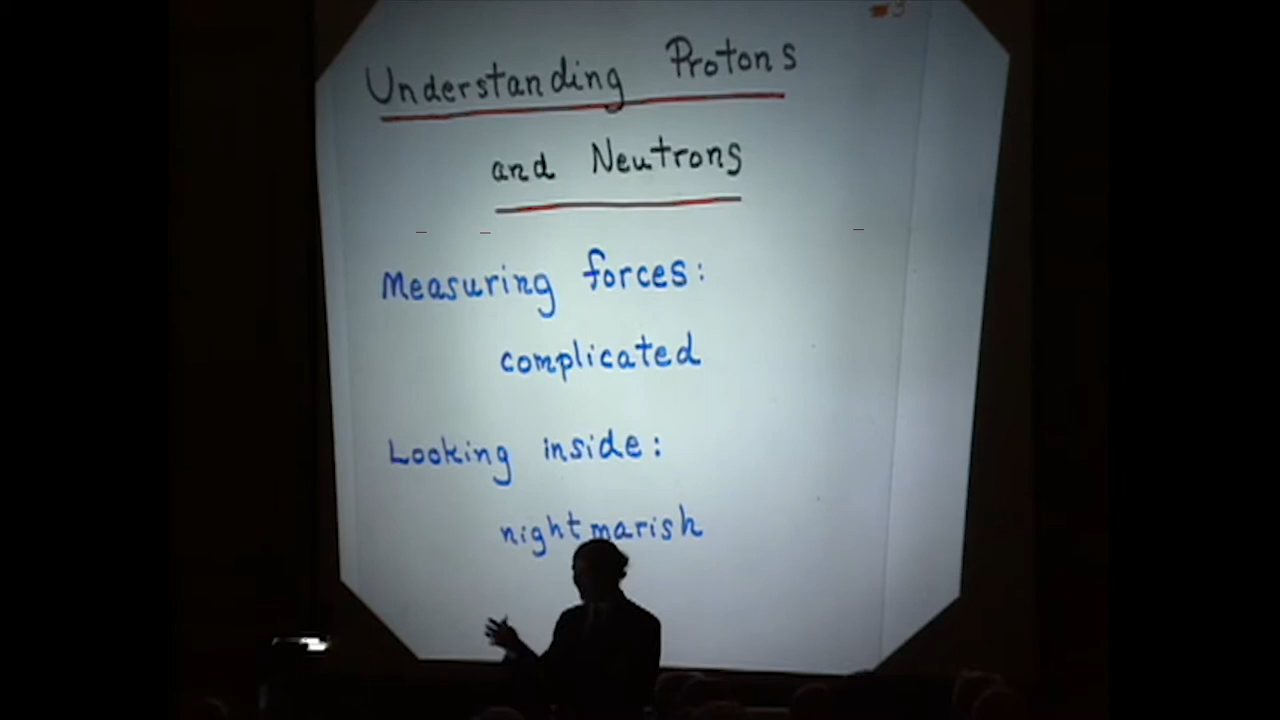 Understanding Protons
and Neutrons
Measuring forces:
complicated
Looking inside:
nightmarish